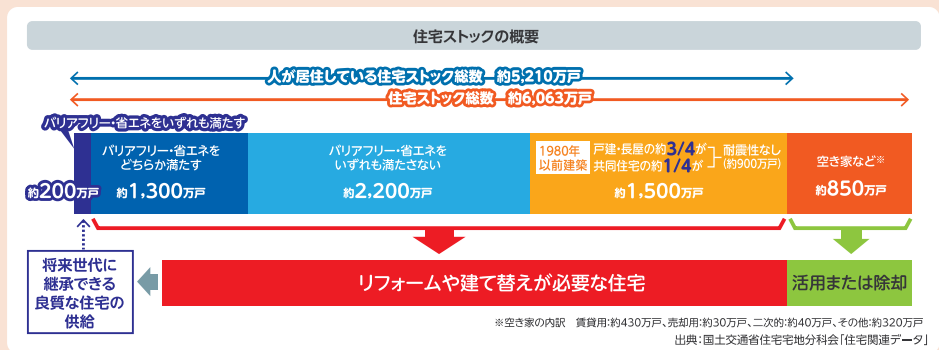 住宅ストックの概要
人が居住している住宅ストック総数 約5,210万戸
住宅ストック総数 約6,063万戸
バリアフリー・省エネをいずれも満たす
約200万戸
バリアフリー・省エネを
どちらか満たす
約1,300万戸
バリアフリー・省エネを
いずれも満たさない
約2,200万戸
1980年
以前建築
戸建・長屋の約3/4が
共同住宅の約1/4が
耐震性なし
(約900万戸)
約1,500万戸
空き家など※
約850万戸
将来世代に
継承できる
良質な住宅の
供給
リフォームや建て替えが必要な住宅
活用または除却
※空き家の内訳 賃貸用:約430万戸、売却用:約30万戸、二次的:約40万戸、その他:約320万戸
出典:国土交通省住宅宅地分科会「住宅関連データ」